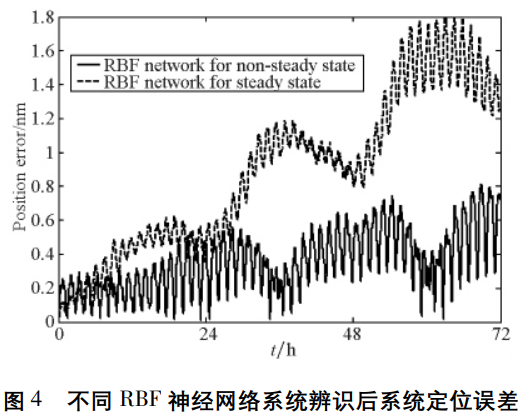 1.8
1.6
1.4
1.2
1
0.8
0.6
0.4
0.2
0
Position error/nm
RBF network for non-steady state
RBF network for steady state
0 24 48 72
t/h
图 4 不同 RBF 神经网络系统辨识后系统定位误差